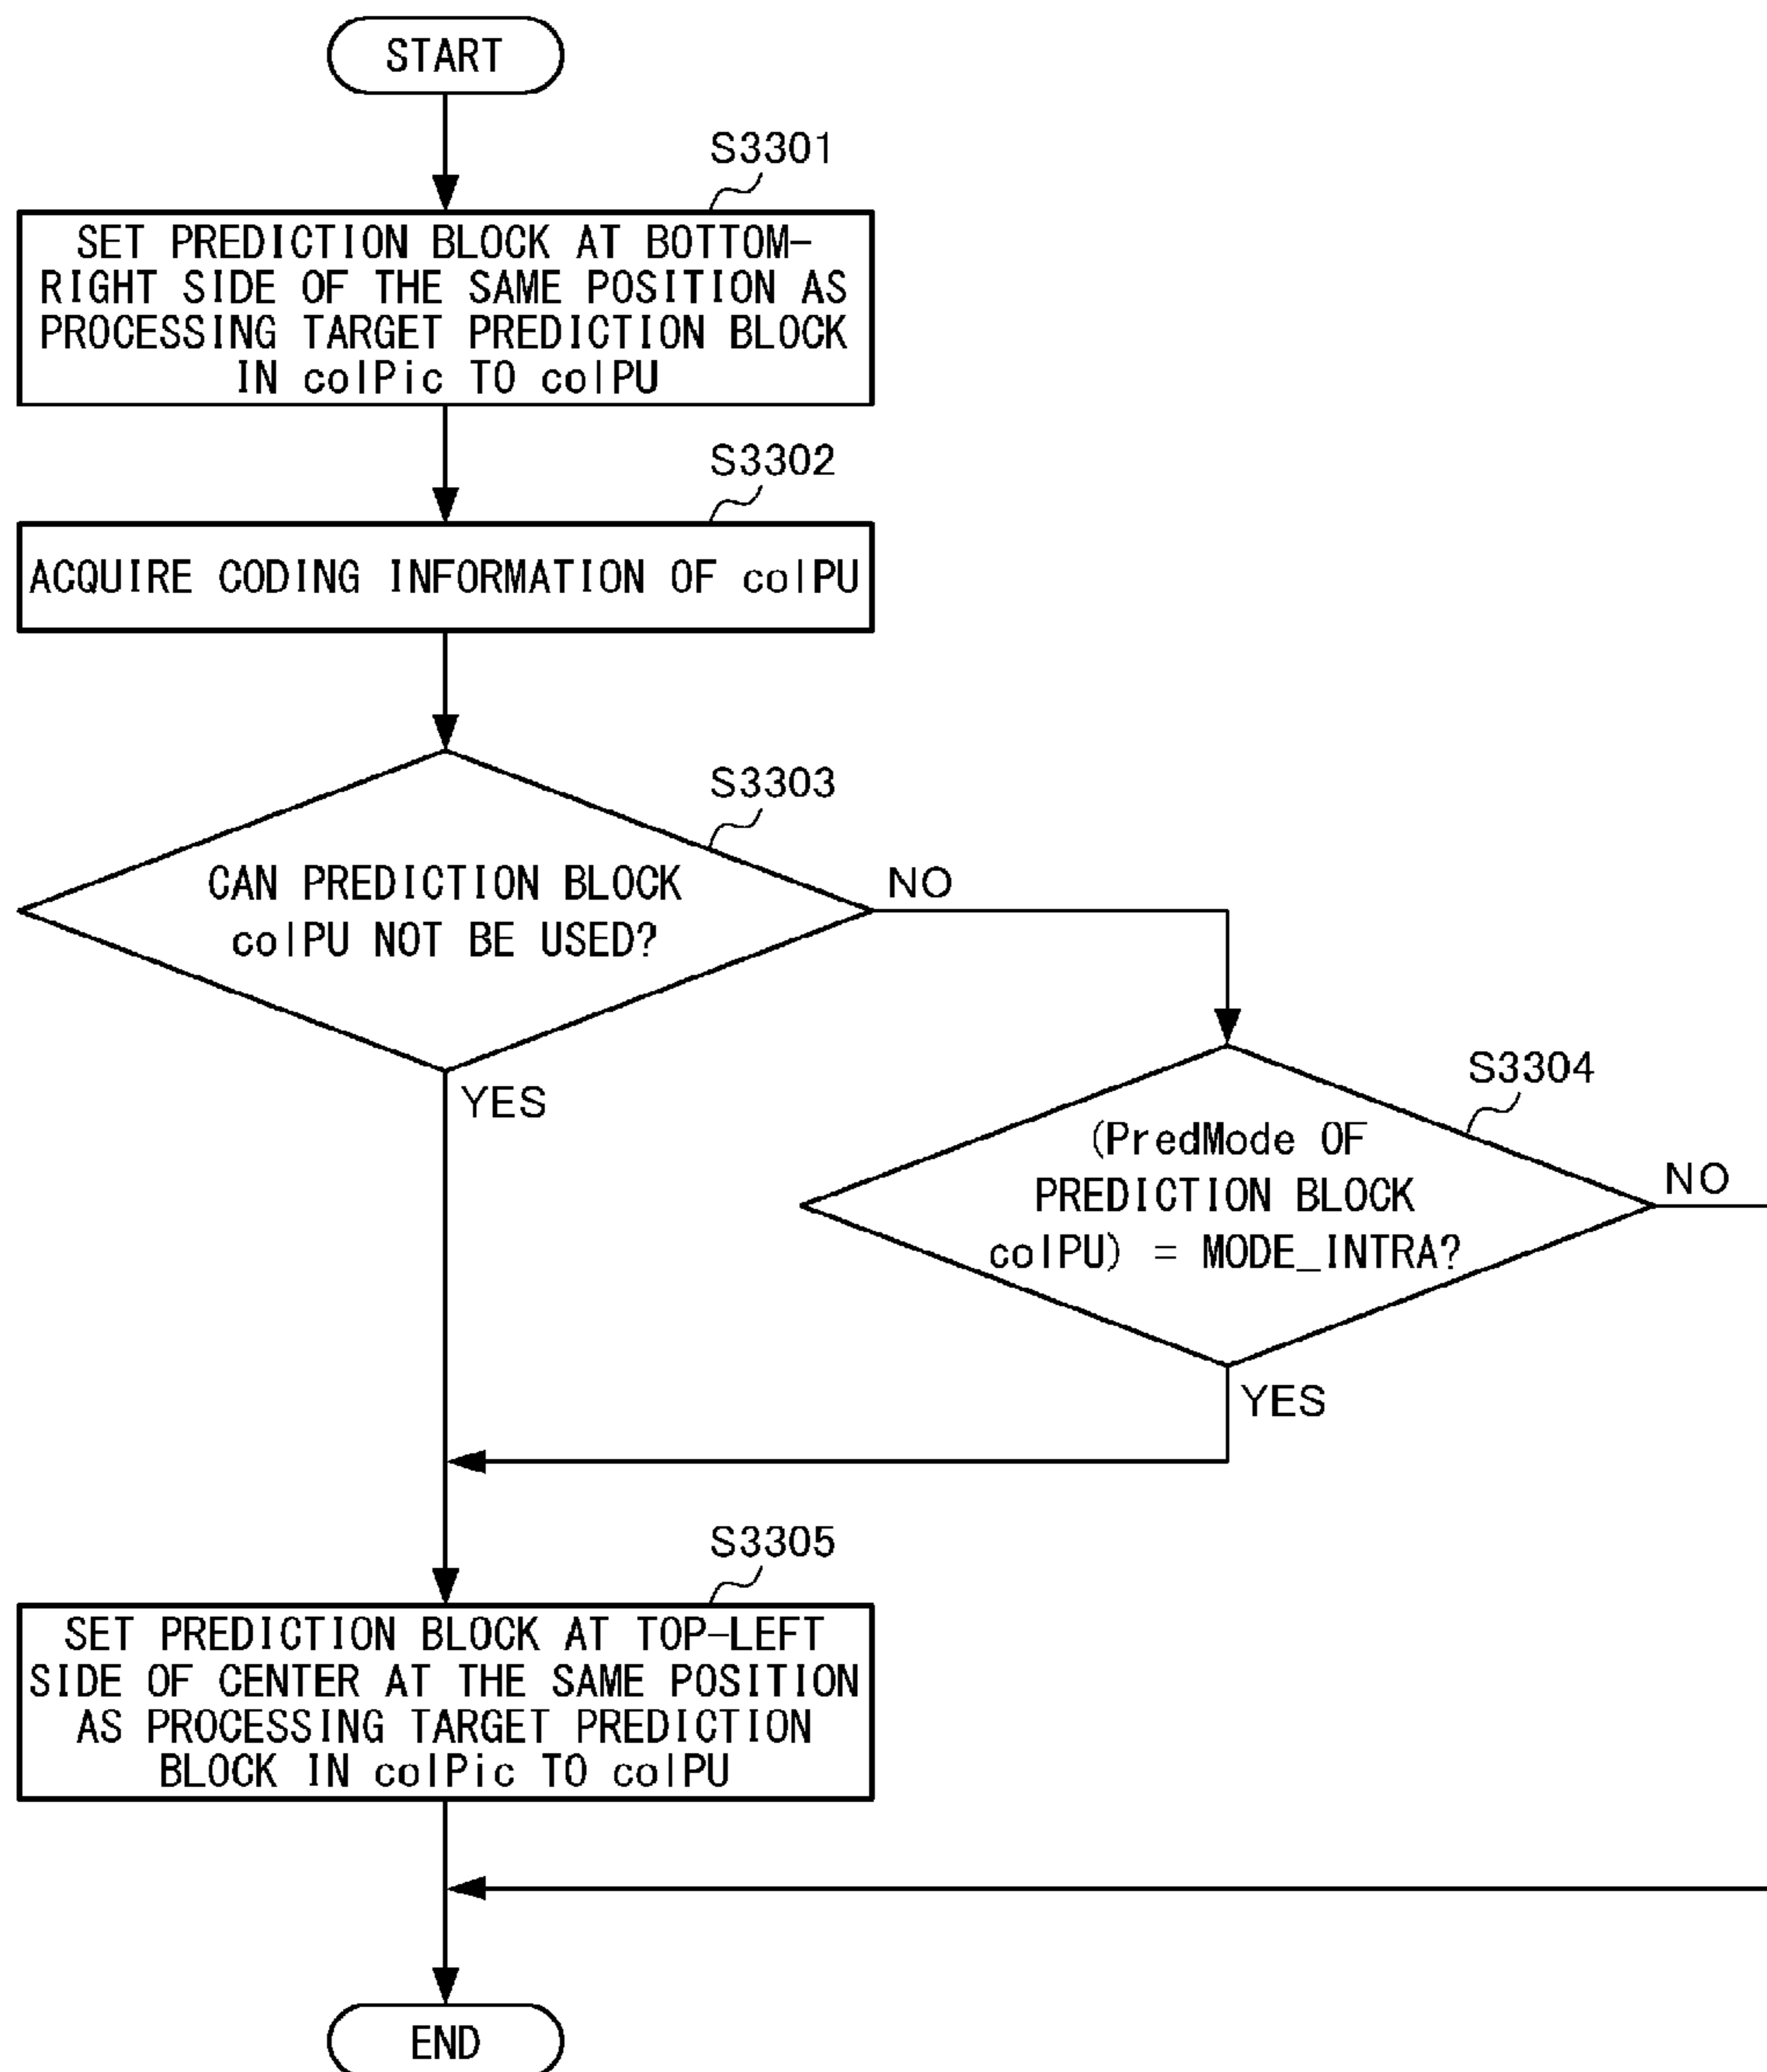 START
S3301
SET PREDICTION BLOCK AT BOTTOM-
RIGHT SIDE OF THE SAME POSITION AS
PROCESSING TARGET PREDICTION BLOCK
IN colPic TO colPU
S3302
ACQUIRE CODING INFORMATION OF colPU
S3303
CAN PREDICTION BLOCK
colPU NOT BE USED?
NO
YES
S3304
(PredMode OF
PREDICTION BLOCK
colPU) = MODE_INTRA?
NO
YES
S3305
SET PREDICTION BLOCK AT TOP-LEFT
SIDE OF CENTER AT THE SAME POSITION
AS PROCESSING TARGET PREDICTION
BLOCK IN colPic TO colPU
END